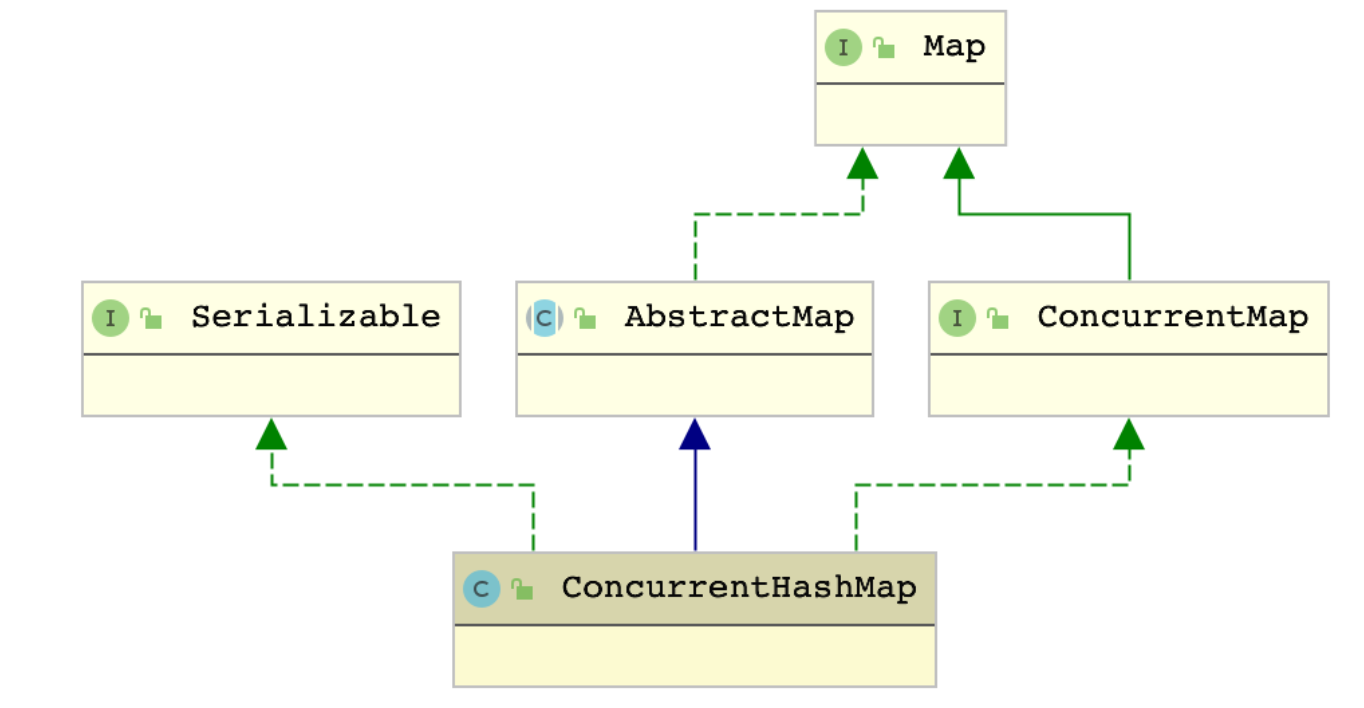 I Map
I Serializable
C AbstractMap
I ConcurrentMap
C ConcurrentHashMap